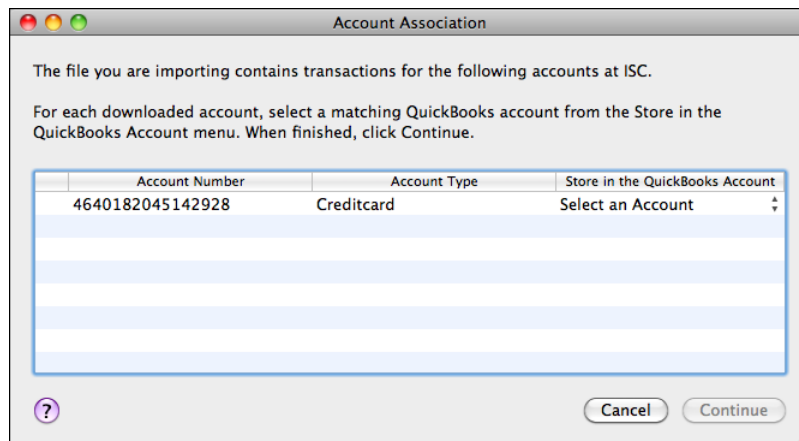 Account Association
The file you are importing contains transactions for the following accounts at ISC.
For each downloaded account, select a matching QuickBooks account from the Store in the
QuickBooks Account menu. When finished, click Continue.
Account Number Account Type Store in the QuickBooks Account
4640182045142928 Creditcard Select an Account
? Cancel Continue